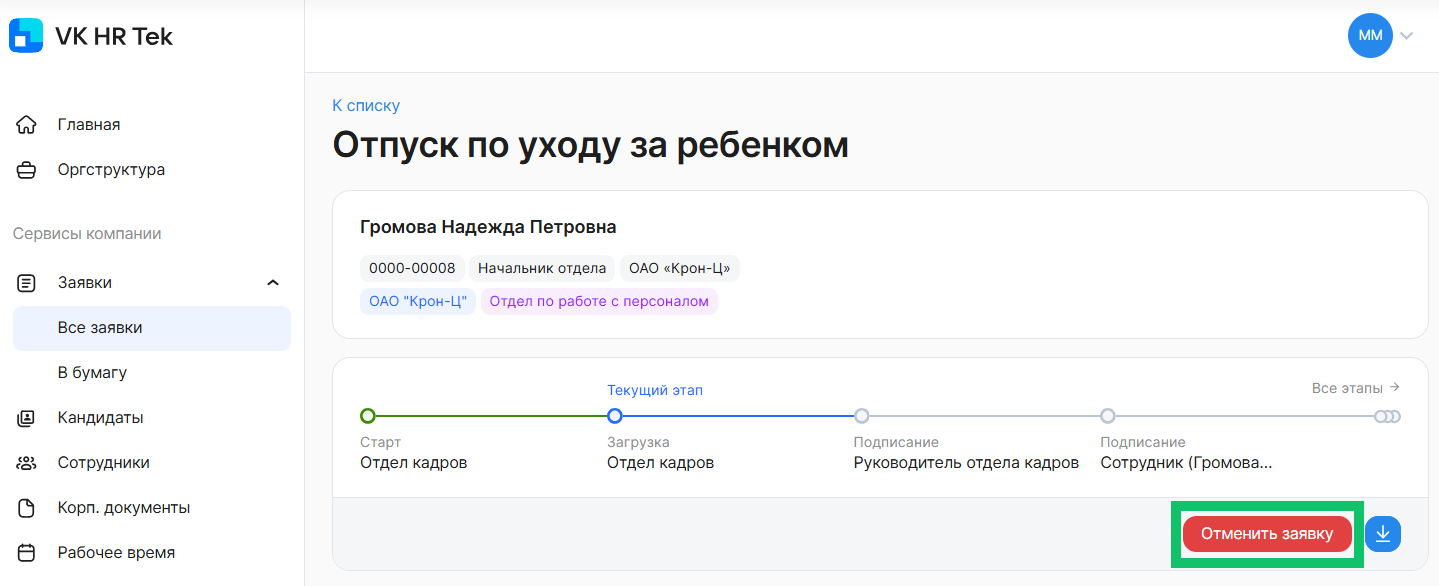 VK HR Tek
ММ
Главная
Оргструктура
Сервисы компании
Заявки
Все заявки
В бумагу
Кандидаты
Сотрудники
Корп. документы
Рабочее время
К списку
Отпуск по уходу за ребенком
Громова Надежда Петровна
0000-00008 Начальник отдела ОАО «Крон-Ц»
ОАО "Крон-Ц" Отдел по работе с персоналом
Текущий этап
Все этапы →
Старт Загрузка Подписание Подписание
Отдел кадров Отдел кадров Руководитель отдела кадров Сотрудник (Громова...
Отменить заявку